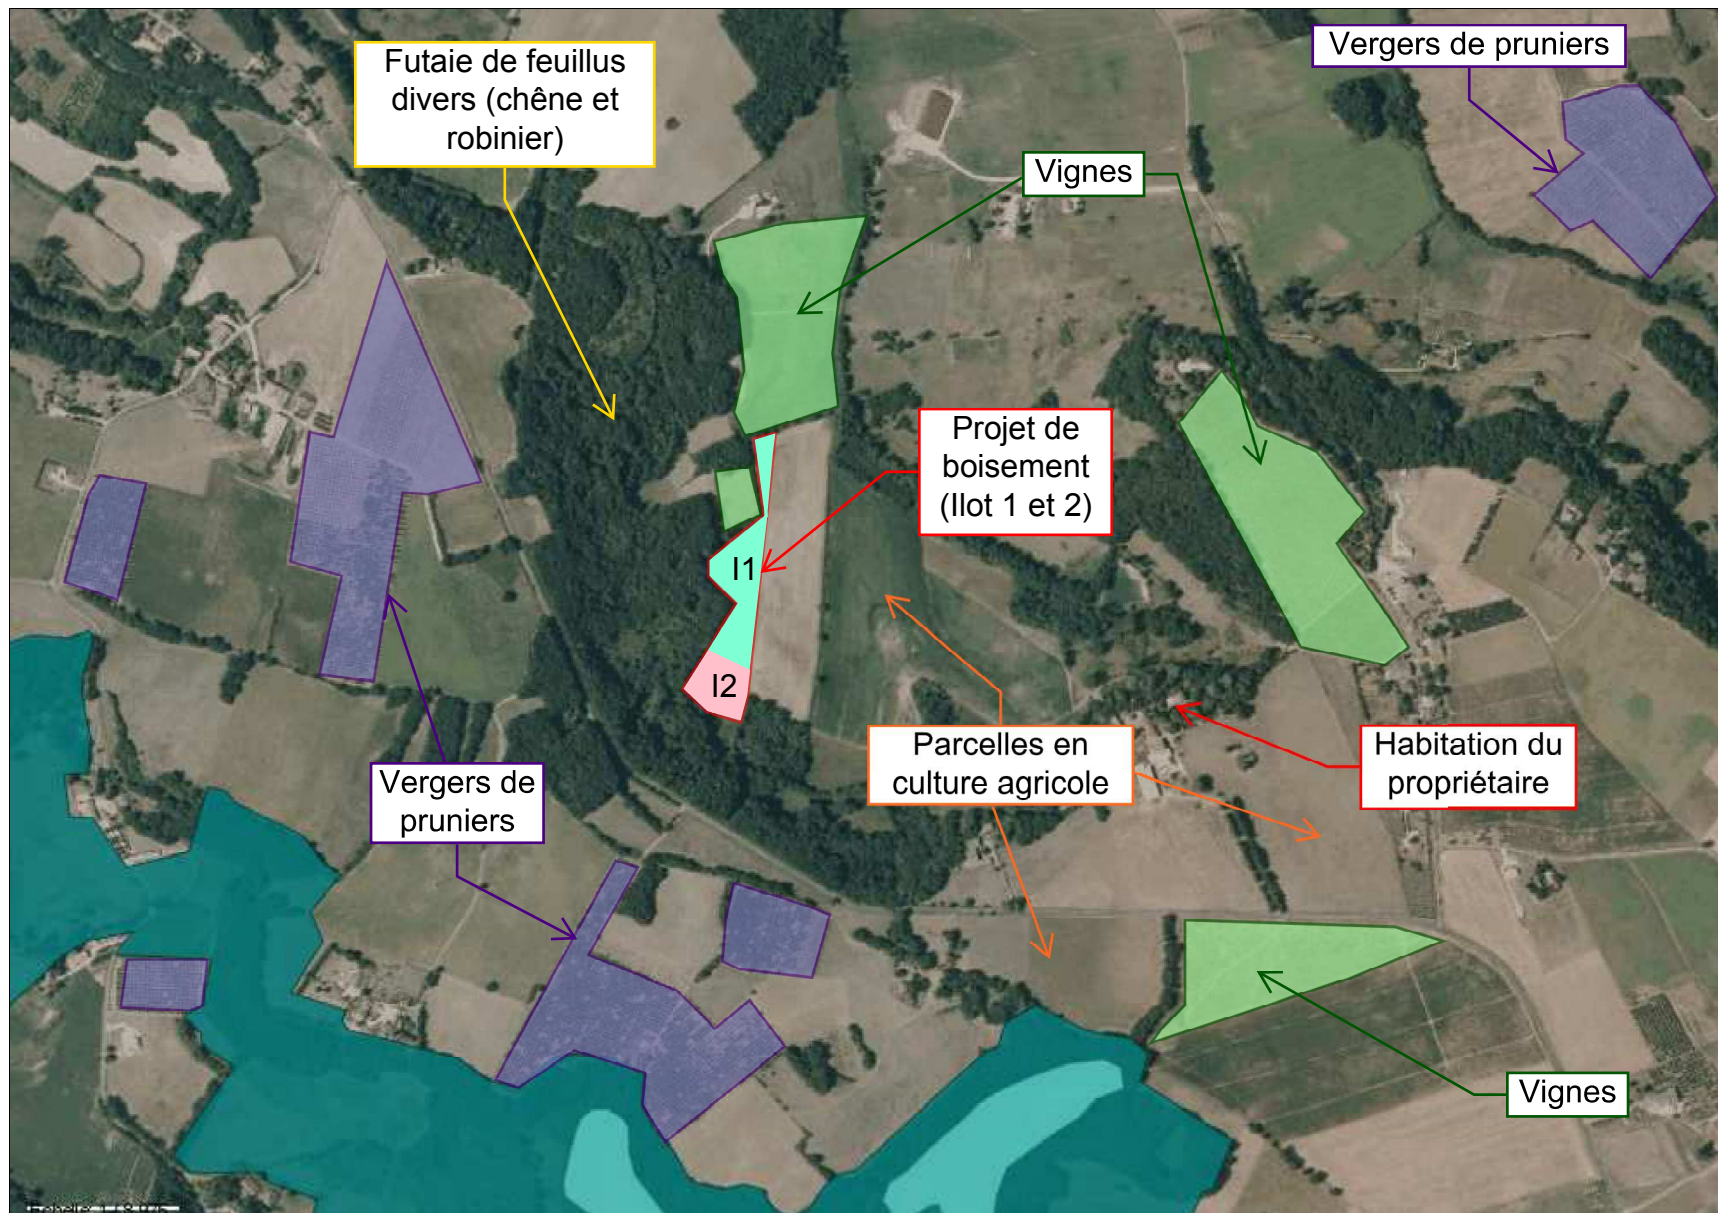 Futaie de feuillus
divers (chêne et
robinier)
Vergers de pruniers
Vignes
Projet de
boisement
(Ilot 1 et 2)
I1
I2
Parcelles en
culture agricole
Habitation du
propriétaire
Vergers de
pruniers
Vignes